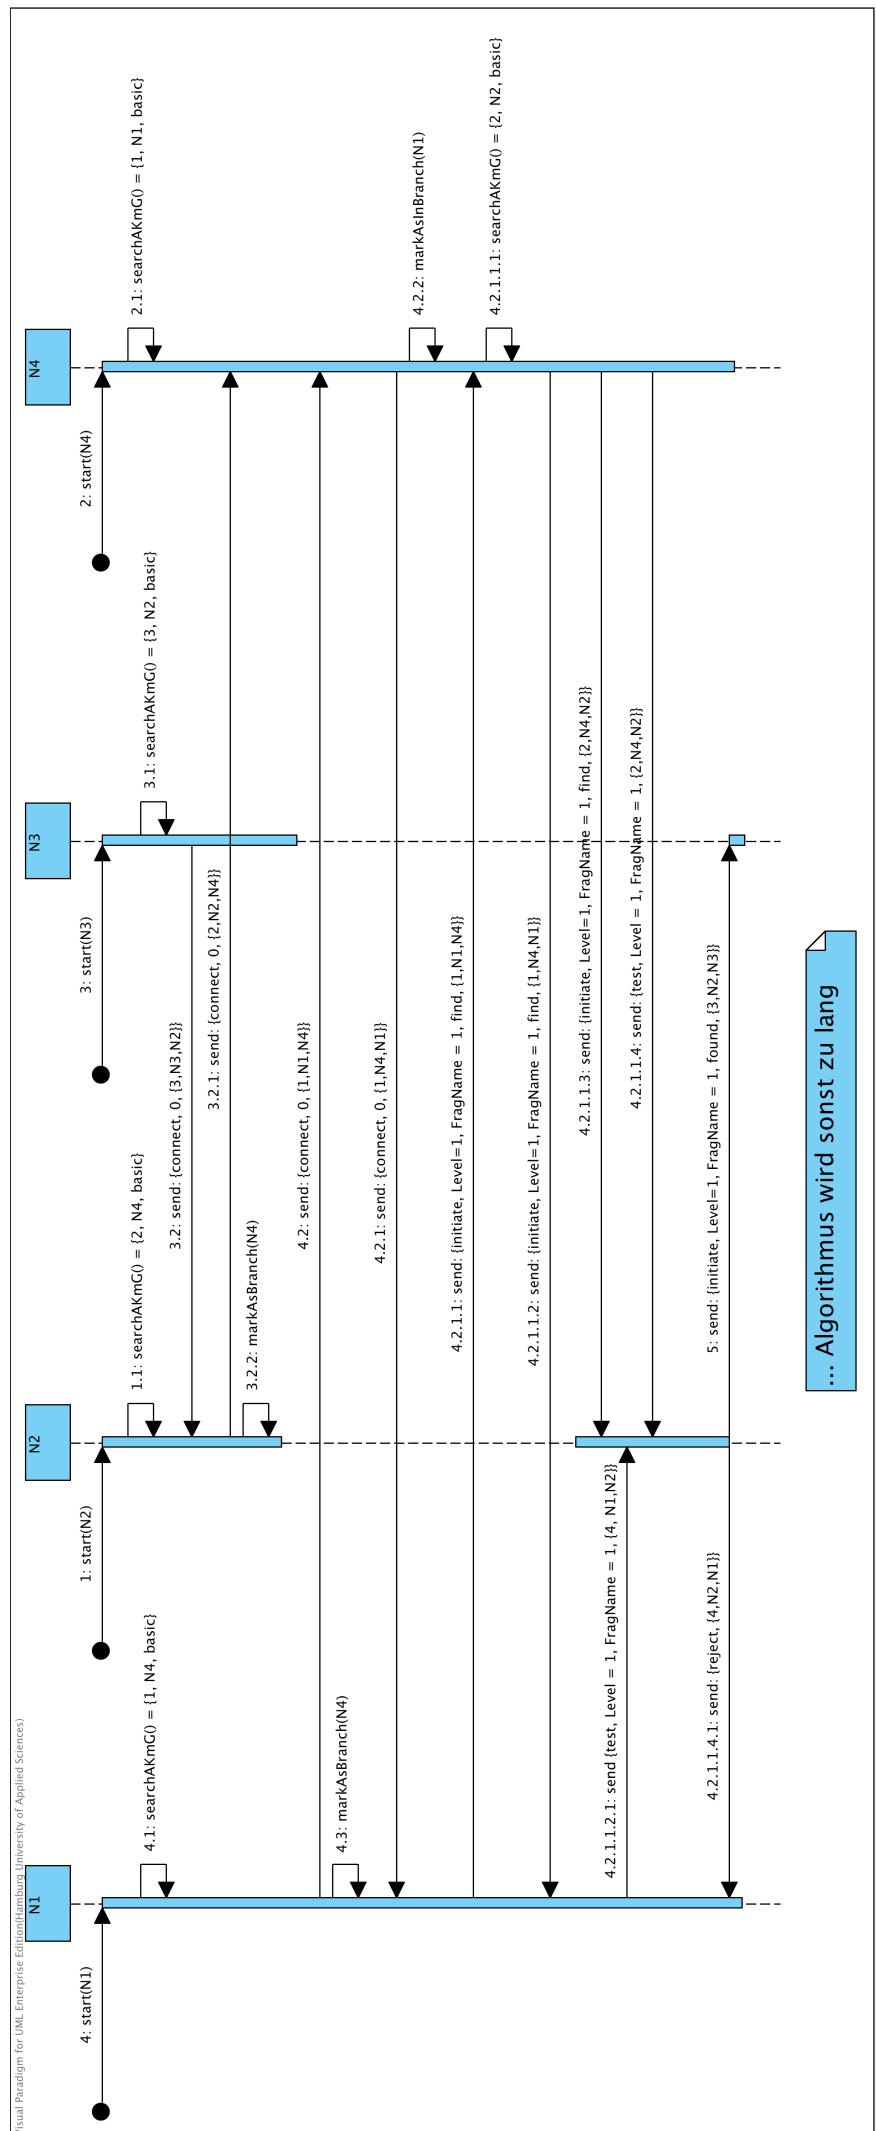 Visual Paradigm for UML Enterprise Edition(Hamburg University of Applied Sciences)
N1
N2
N3
N4
4: start(N1)
1: start(N2)
3: start(N3)
2: start(N4)
4.1: searchAKmG() = {1, N4, basic}
1.1: searchAKmG() = {2, N4, basic}
3.1: searchAKmG() = {3, N2, basic}
2.1: searchAKmG() = {1, N1, basic}
3.2: send: {connect, 0, {3,N3,N2}}
3.2.1: send: {connect, 0, {2,N2,N4}}
3.2.2: markAsBranch(N4)
4.2: send: {connect, 0, {1,N1,N4}}
4.3: markAsBranch(N4)
4.2.1: send: {connect, 0, {1,N4,N1}}
4.2.2: markAsInBranch(N1)
4.2.1.1: send: {initiate, Level=1, FragName = 1, find, {1,N1,N4}}
4.2.1.1.1: searchAKmG() = {2, N2, basic}
4.2.1.1.2: send: {initiate, Level=1, FragName = 1, find, {1,N4,N1}}
4.2.1.1.3: send: {initiate, Level=1, FragName = 1, find, {2,N4,N2}}
4.2.1.1.2.1: send {test, Level = 1, FragName = 1, {4, N1,N2}}
4.2.1.1.4: send: {test, Level = 1, FragName = 1, {2,N4,N2}}
4.2.1.1.4.1: send: {reject, {4,N2,N1}}
5: send: {initiate, Level=1, FragName = 1, found, {3,N2,N3}}
... Algorithmus wird sonst zu lang